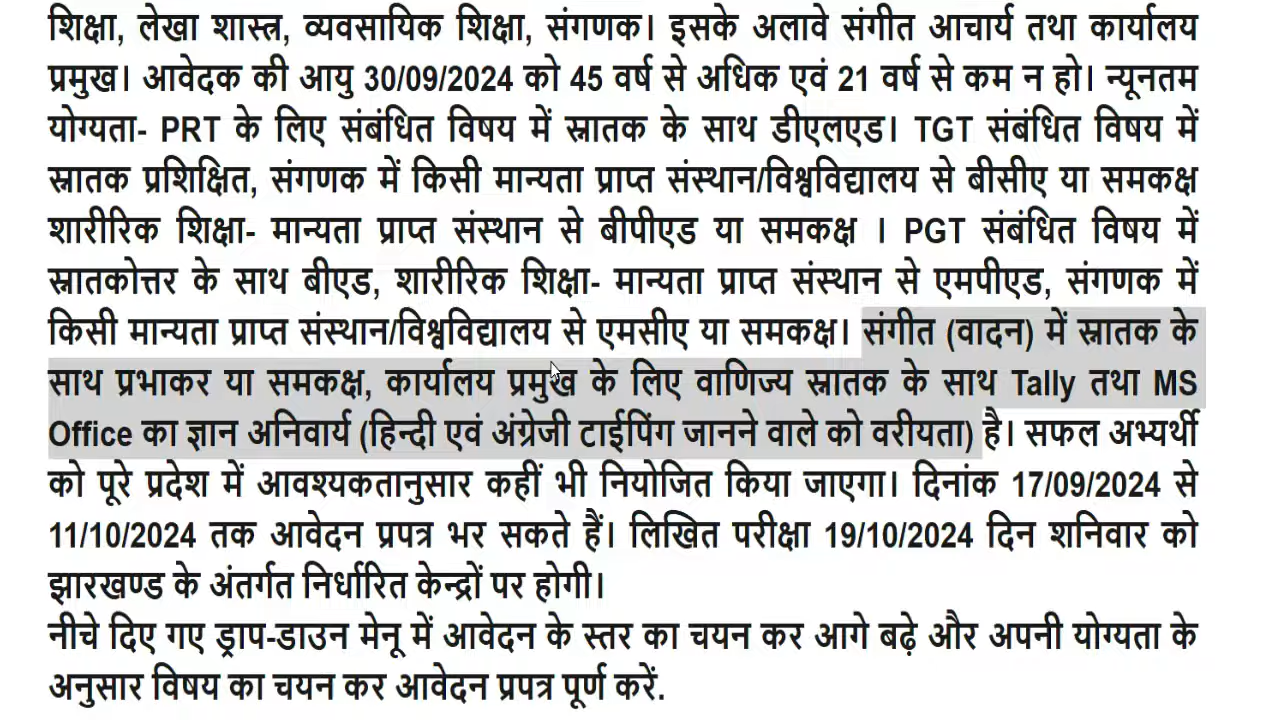 शिक्षा, लेखा शास्त्र, व्यवसायिक शिक्षा, संगणक। इसके अलावे संगीत आचार्य तथा कार्यालय
प्रमुख। आवेदक की आयु 30/09/2024 को 45 वर्ष से अधिक एवं 21 वर्ष से कम न हो। न्यूनतम
योग्यता- PRT के लिए संबंधित विषय में स्नातक के साथ डीएलएड। TGT संबंधित विषय में
स्नातक प्रशिक्षित, संगणक में किसी मान्यता प्राप्त संस्थान/विश्वविद्यालय से बीसीए या समकक्ष
शारीरिक शिक्षा- मान्यता प्राप्त संस्थान से बीपीएड या समकक्ष । PGT संबंधित विषय में
स्नातकोत्तर के साथ बीएड, शारीरिक शिक्षा- मान्यता प्राप्त संस्थान से एमपीएड, संगणक में
किसी मान्यता प्राप्त संस्थान/विश्वविद्यालय से एमसीए या समकक्ष। संगीत (वादन) में स्नातक के
साथ प्रभाकर या समकक्ष, कार्यालय प्रमुख के लिए वाणिज्य स्नातक के साथ Tally तथा MS
Office का ज्ञान अनिवार्य (हिन्दी एवं अंग्रेजी टाईपिंग जानने वाले को वरीयता) है। सफल अभ्यर्थी
को पूरे प्रदेश में आवश्यकतानुसार कहीं भी नियोजित किया जाएगा। दिनांक 17/09/2024 से
11/10/2024 तक आवेदन प्रपत्र भर सकते हैं। लिखित परीक्षा 19/10/2024 दिन शनिवार को
झारखण्ड के अंतर्गत निर्धारित केन्द्रों पर होगी।
नीचे दिए गए ड्राप-डाउन मेनू में आवेदन के स्तर का चयन कर आगे बढ़े और अपनी योग्यता के
अनुसार विषय का चयन कर आवेदन प्रपत्र पूर्ण करें.